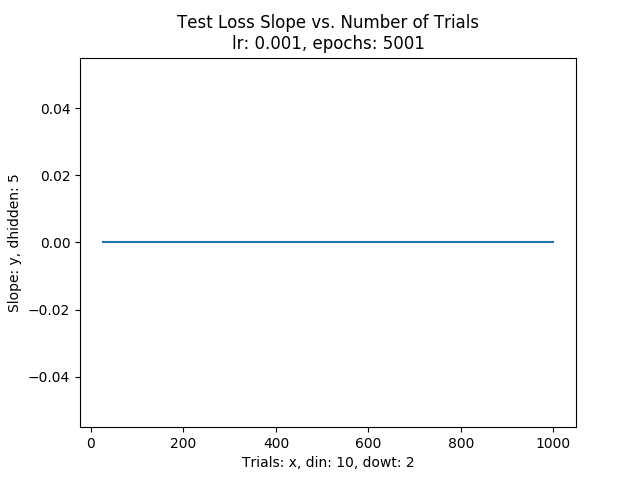 Test Loss Slope vs. Number of Trials
lr: 0.001, epochs: 5001
0.04
0.02
0.00
−0.02
−0.04
Slope: y, dhidden: 5
0 200 400 600 800 1000
Trials: x, din: 10, dowt: 2